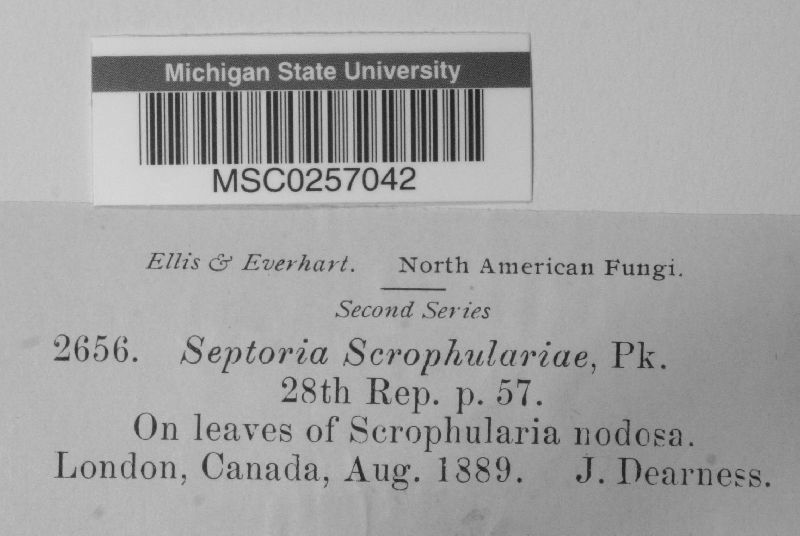 Michigan State University
MSC0257042
Ellis & Everhart. North American Fungi.
Second Series
2656. Septoria Scrophulariae, Pk.
28th Rep. p. 57.
On leaves of Scrophularia nodosa.
London, Canada, Aug. 1889. J. Dearness.